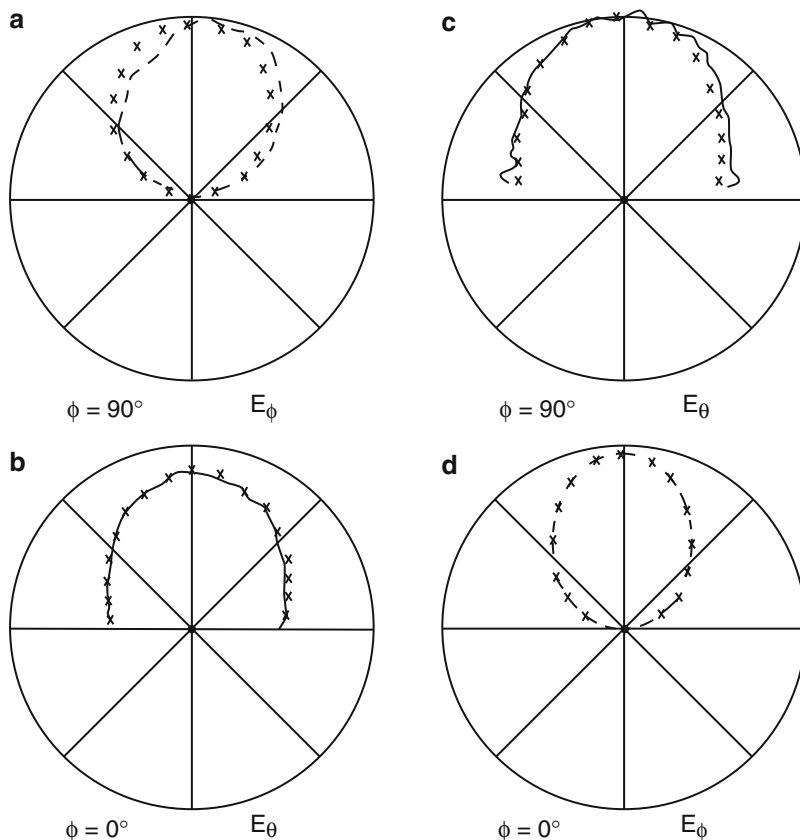 a
c
ϕ = 90°
E_ϕ
ϕ = 90°
E_θ
b
d
ϕ = 0°
E_θ
ϕ = 0°
E_ϕ